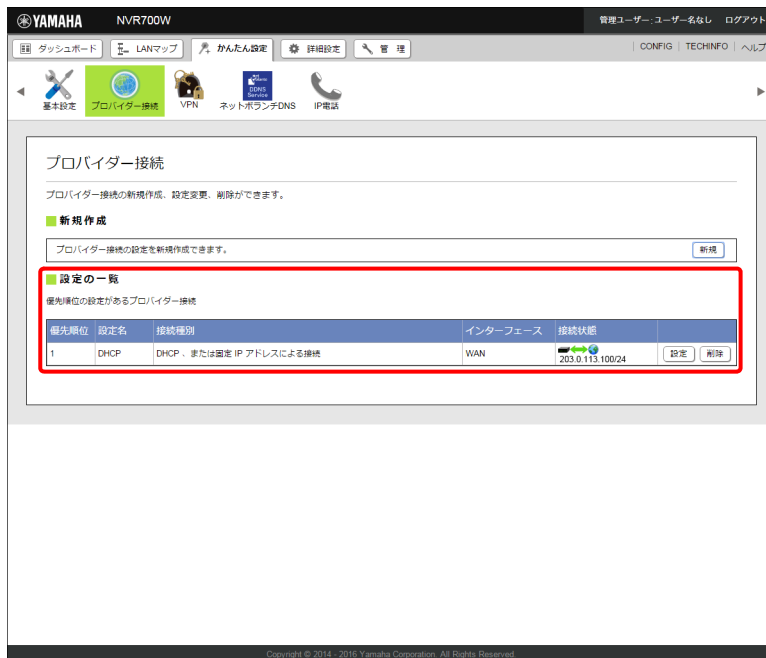 YAMAHA NVR700W 管理ユーザー:ユーザー名なし ログアウト
ダッシュボード LANマップ かんたん設定 詳細設定 管理 CONFIG TECHINFO ヘルプ
DDNS
Service
基本設定 プロバイダー接続 VPN ネットボランチDNS IP電話
プロバイダー接続
プロバイダー接続の新規作成、設定変更、削除ができます。
新規作成
プロバイダー接続の設定を新規作成できます。 新規
設定の一覧
優先順位の設定があるプロバイダー接続
優先順位 設定名 接続種別 インターフェース 接続状態
1 DHCP DHCP 、または固定 IP アドレスによる接続 WAN 203.0.113.100/24 設定 削除
Copyright © 2014 - 2016 Yamaha Corporation. All Rights Reserved.